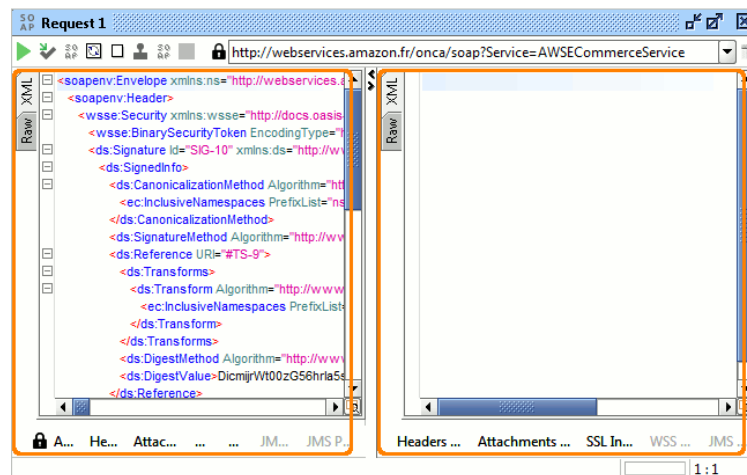 SO AP Request 1
SO AP SO AP http://webservices.amazon.fr/onca/soap?Service=AWSECommerceService
XML
Raw
<soapenv:Envelope xmlns:ns="http://webservices.a
<soapenv:Header>
<wsse:Security xmlns:wsse="http://docs.oasis-
<wsse:BinarySecurityToken EncodingType="h
<ds:Signature Id="SIG-10" xmlns:ds="http://ww
<ds:SignedInfo>
<ds:CanonicalizationMethod Algorithm="htt
<ec:InclusiveNamespaces PrefixList="ns
</ds:CanonicalizationMethod>
<ds:SignatureMethod Algorithm="http://ww
<ds:Reference URI="#TS-9">
<ds:Transforms>
<ds:Transform Algorithm="http://www
<ec:InclusiveNamespaces PrefixList=
</ds:Transform>
</ds:Transforms>
<ds:DigestMethod Algorithm="http://www
<ds:DigestValue>DicmijrWt00zG56hrla5s
</ds:Reference>
A... He... Attac... ... ... JM... JMS P...
XML
Raw
Headers ... Attachments ... SSL In... WSS ... JMS ...
1:1